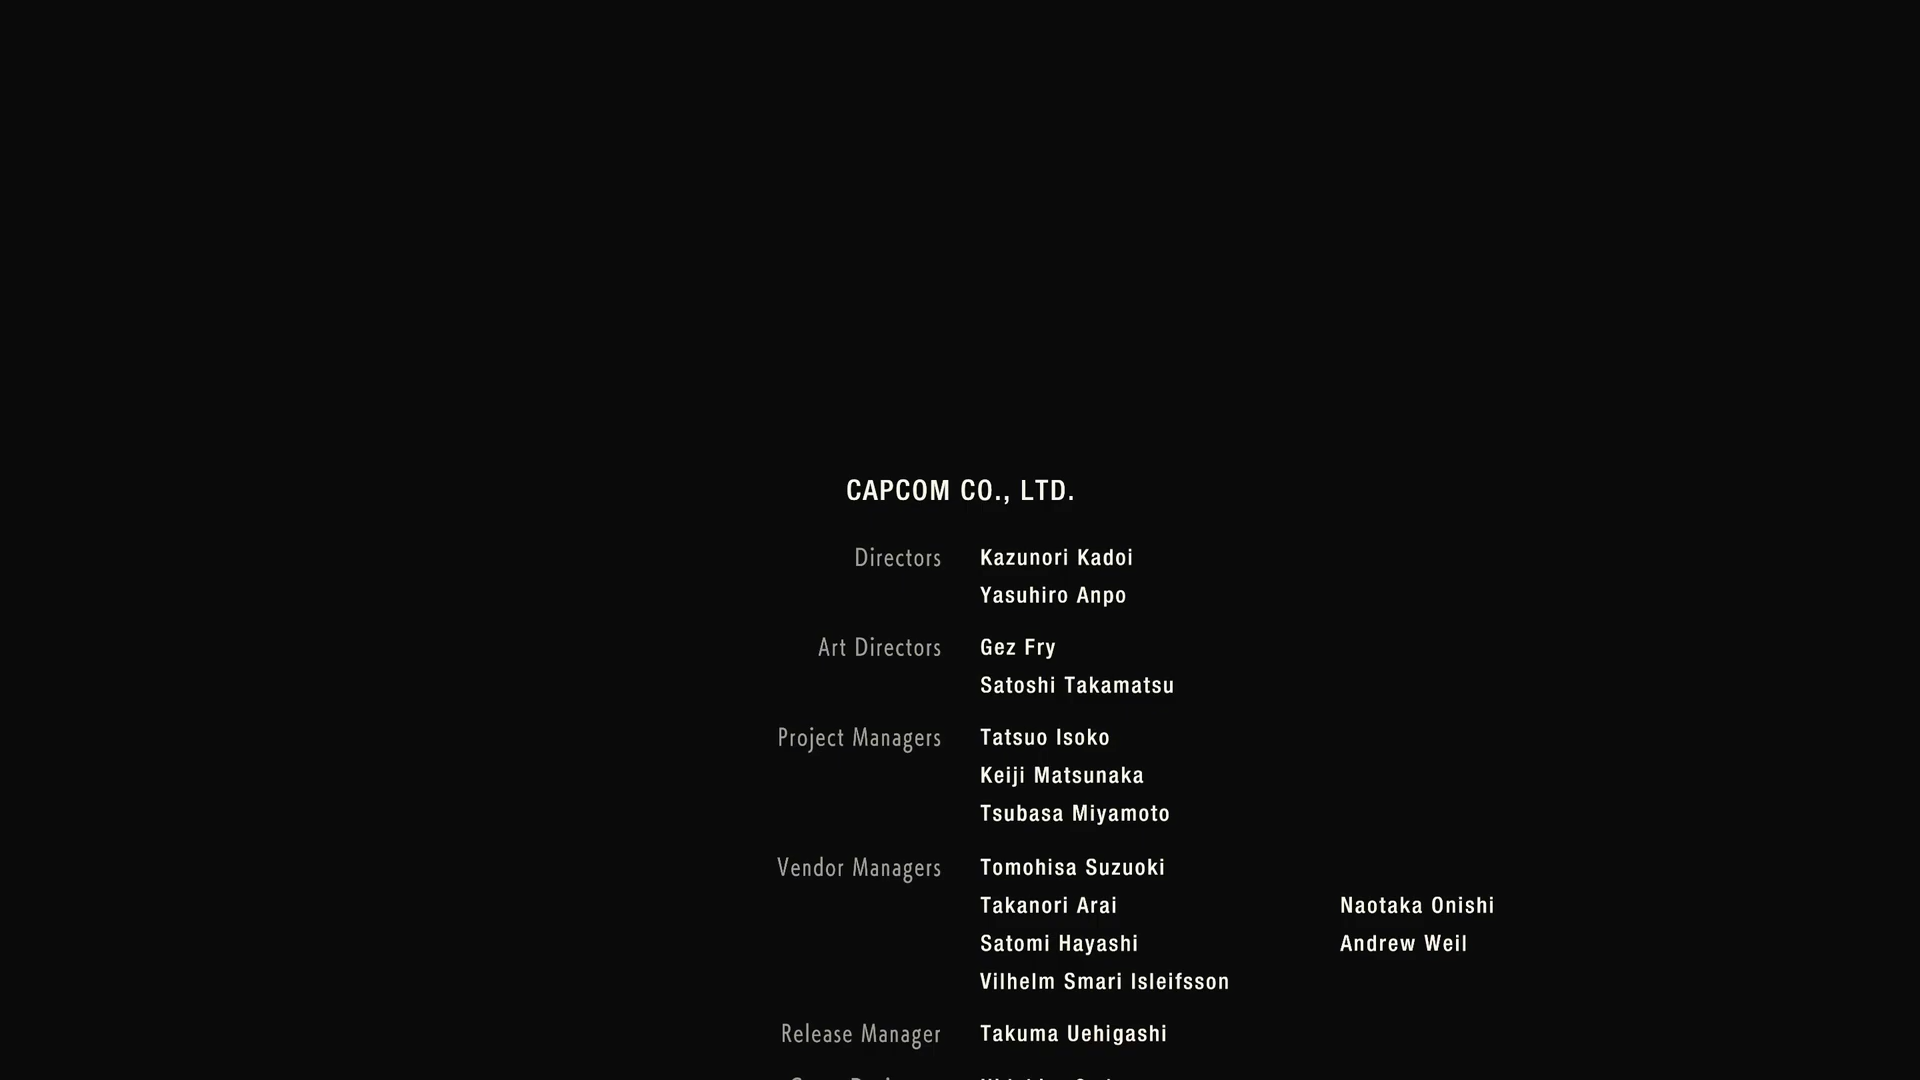 CAPCOM CO., LTD.
Directors Kazunori Kadoi
Yasuhiro Anpo
Art Directors Gez Fry
Satoshi Takamatsu
Project Managers Tatsuo Isoko
Keiji Matsunaka
Tsubasa Miyamoto
Vendor Managers Tomohisa Suzuoki
Takanori Arai Naotaka Onishi
Satomi Hayashi Andrew Weil
Vilhelm Smari Isleifsson
Release Manager Takuma Uehigashi